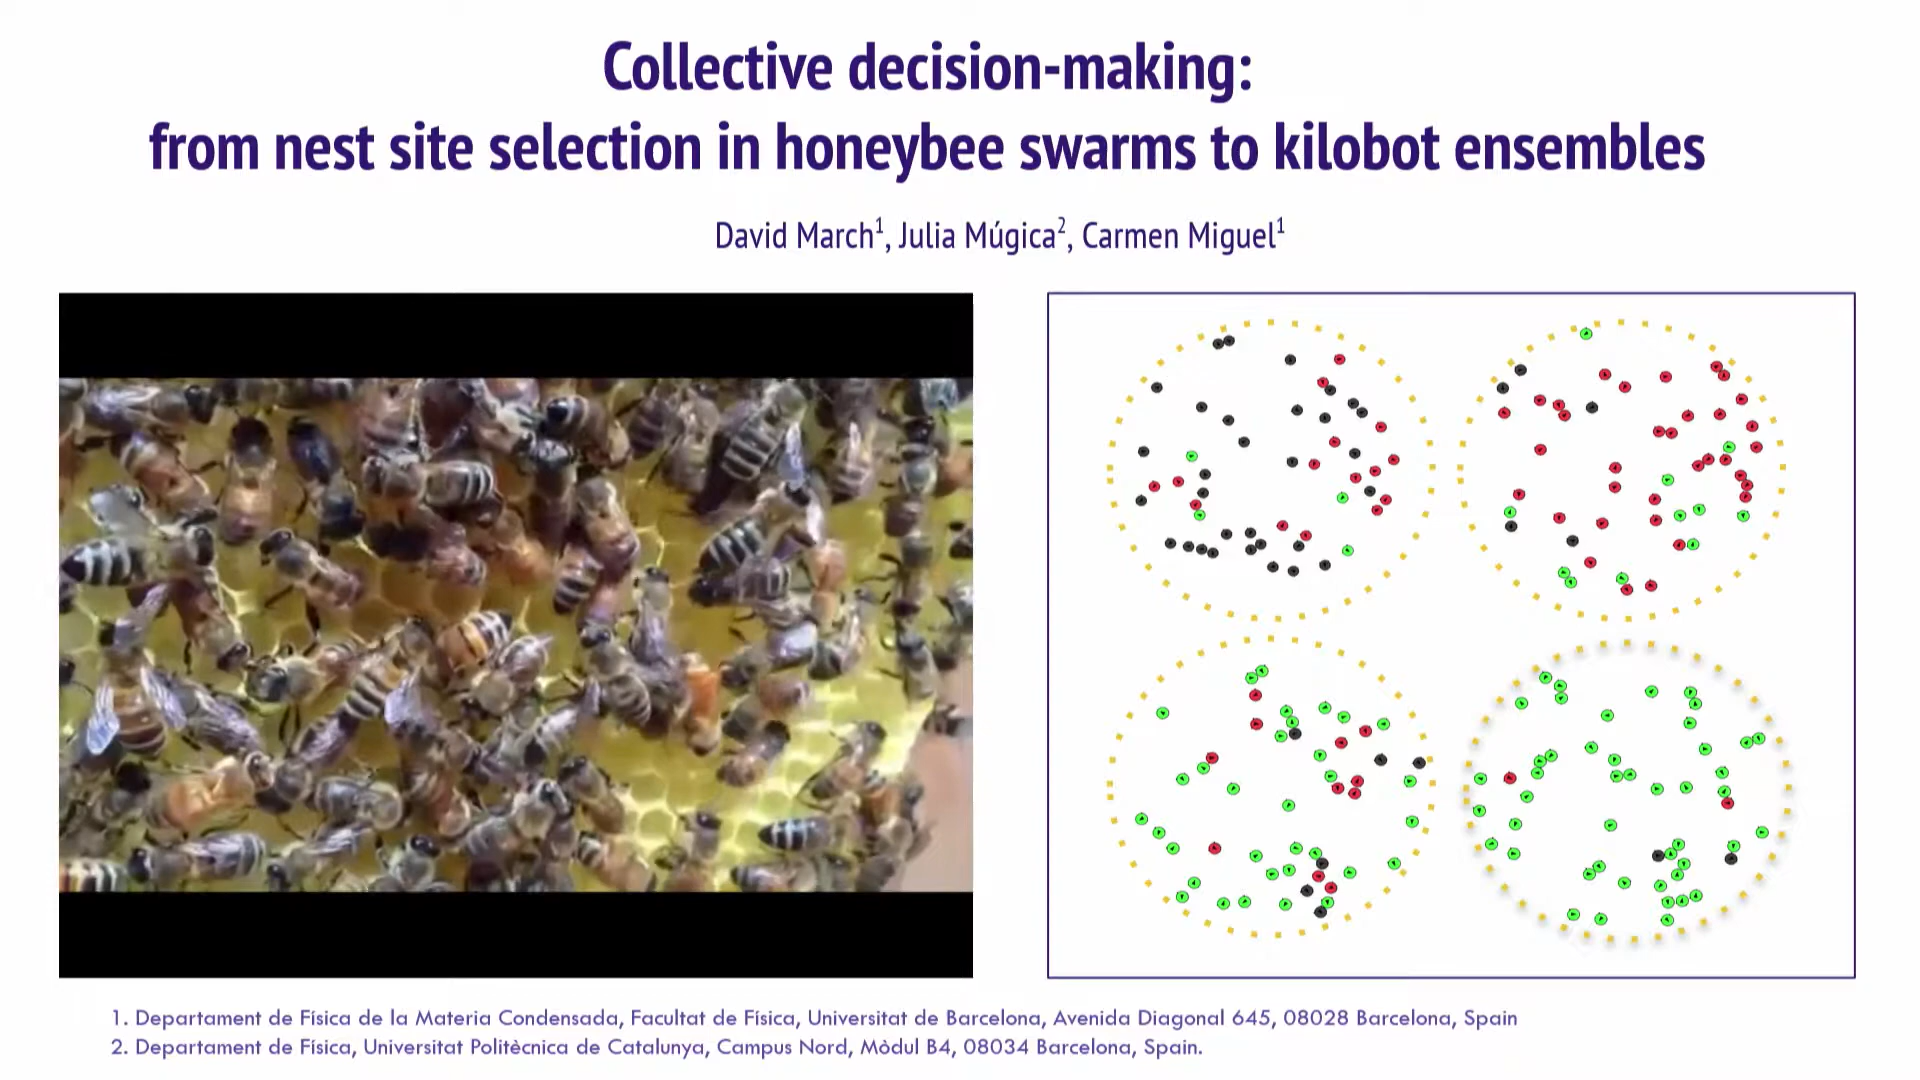 Collective decision-making:
from nest site selection in honeybee swarms to kilobot ensembles
David March1, Julia Múgica2, Carmen Miguel1
1. Departament de Física de la Materia Condensada, Facultat de Física, Universitat de Barcelona, Avenida Diagonal 645, 08028 Barcelona, Spain
2. Departament de Física, Universitat Politècnica de Catalunya, Campus Nord, Mòdul B4, 08034 Barcelona, Spain.